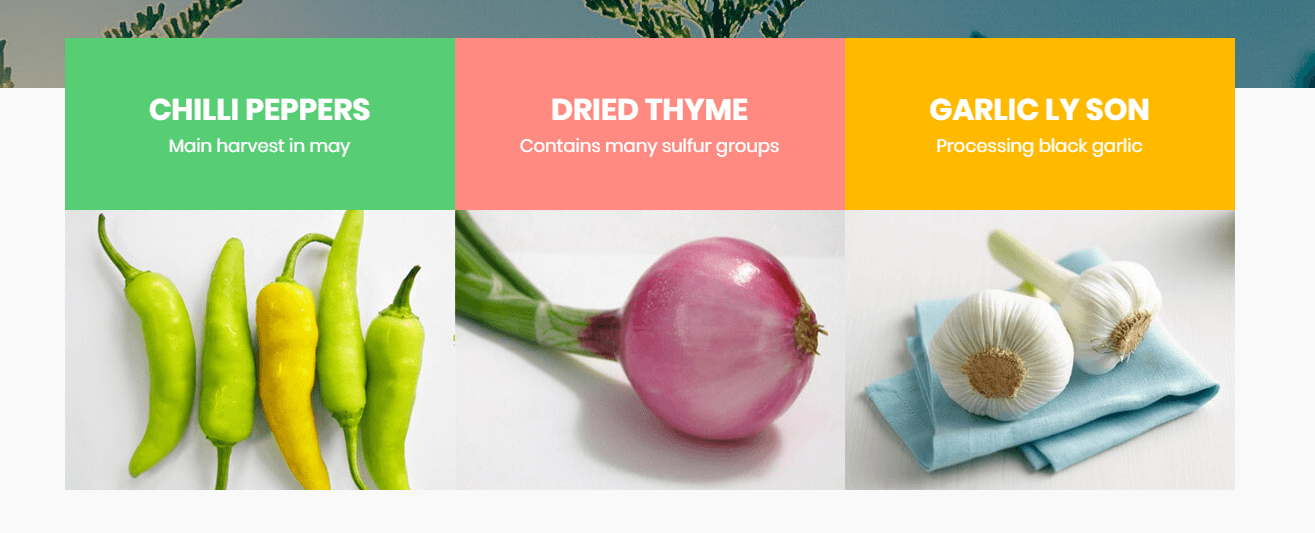 CHILLI PEPPERS
Main harvest in may
DRIED THYME
Contains many sulfur groups
GARLIC LY SON
Processing black garlic